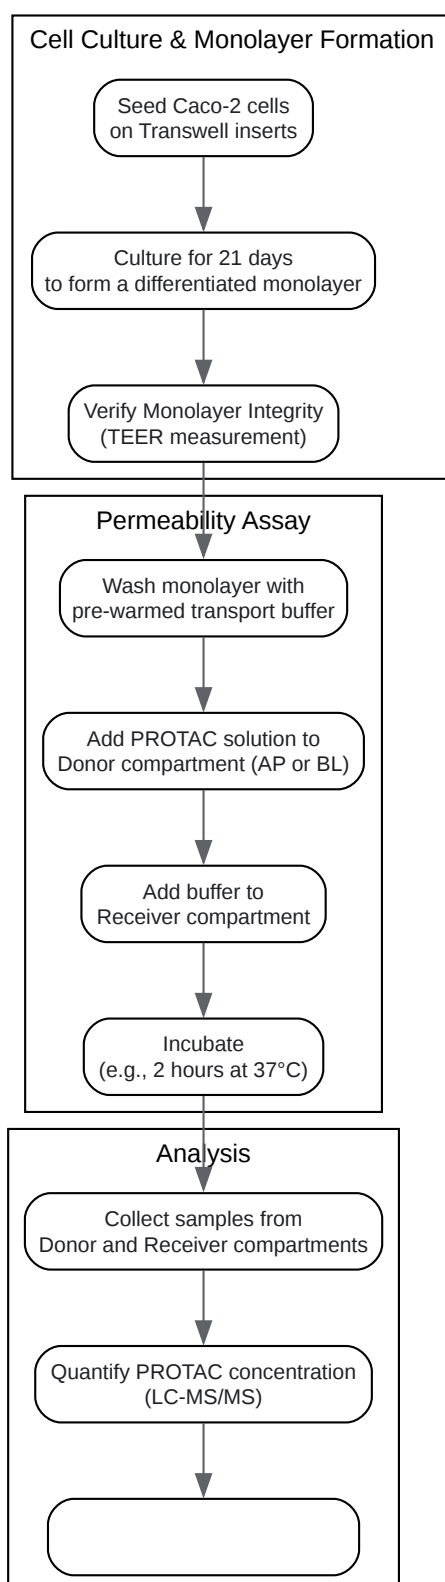 Cell Culture & Monolayer Formation
Seed Caco-2 cells
on Transwell inserts
Culture for 21 days
to form a differentiated monolayer
Verify Monolayer Integrity
(TEER measurement)
Permeability Assay
Wash monolayer with
pre-warmed transport buffer
Add PROTAC solution to
Donor compartment (AP or BL)
Add buffer to
Receiver compartment
Incubate
(e.g., 2 hours at 37°C)
Analysis
Collect samples from
Donor and Receiver compartments
Quantify PROTAC concentration
(LC-MS/MS)